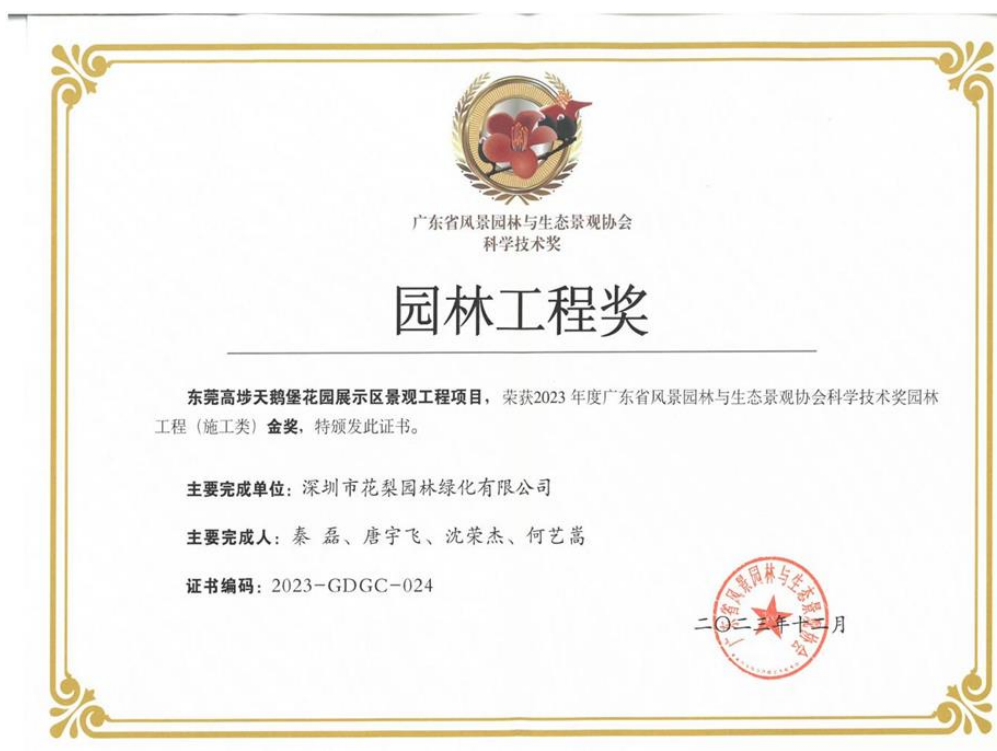 广东省风景园林与生态景观协会
科学技术奖
园林工程奖
东莞高埗天鹅堡花园展示区景观工程项目，荣获2023 年度广东省风景园林与生态景观协会科学技术奖园林
工程（施工类）金奖，特颁发此证书。
主要完成单位：深圳市花梨园林绿化有限公司
主要完成人：秦 磊、唐宇飞、沈荣杰、何艺嵩
证书编码：2023-GDGC-024
广东省风景园林与生态景观协会
二〇二三年十二月